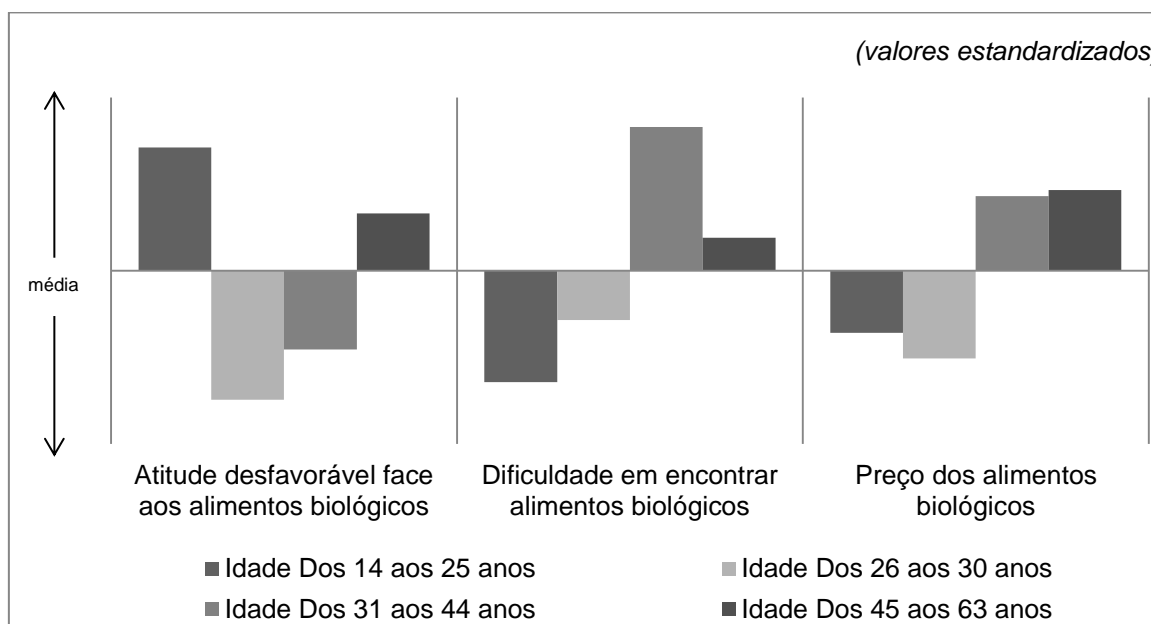 (valores estandardizados)
média
Atitude desfavorável face
aos alimentos biológicos
Dificuldade em encontrar
alimentos biológicos
Preço dos alimentos
biológicos
Idade Dos 14 aos 25 anos
Idade Dos 26 aos 30 anos
Idade Dos 31 aos 44 anos
Idade Dos 45 aos 63 anos